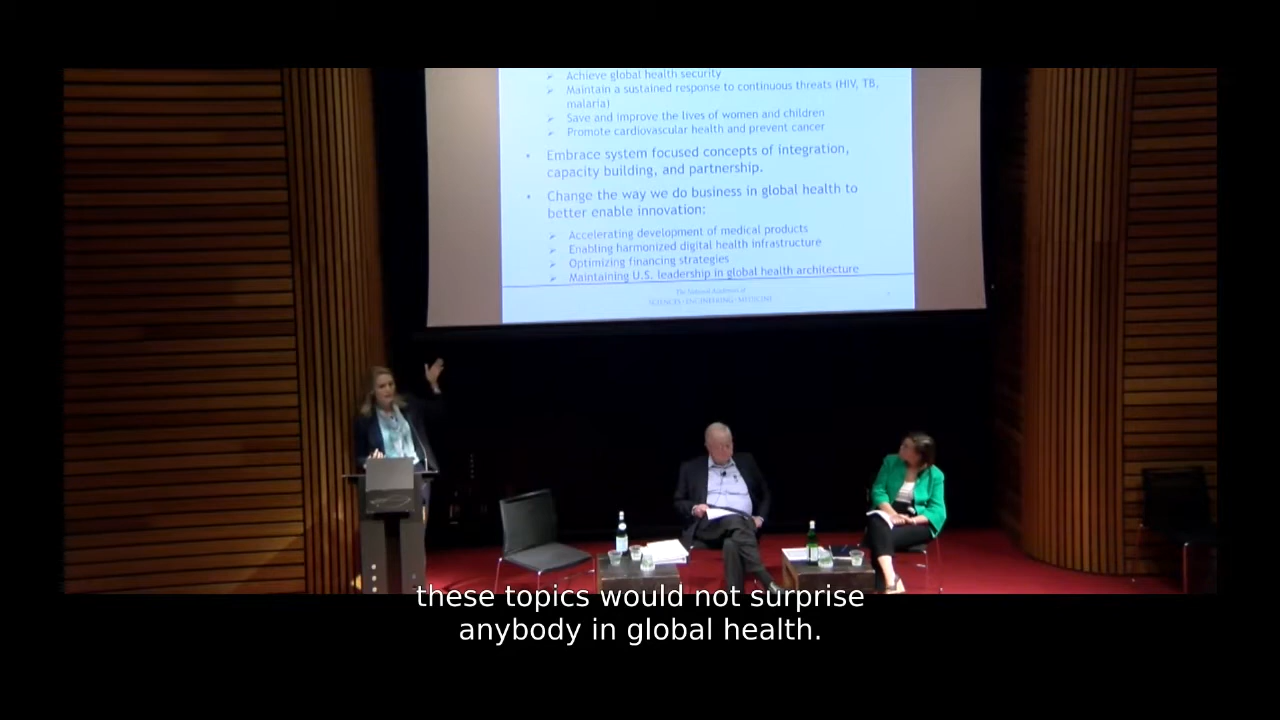 Achieve global health security
Maintain a sustained response to continuous threats (HIV, TB,
malaria)
Save and improve the lives of women and children
Promote cardiovascular health and prevent cancer
Embrace system focused concepts of integration,
capacity building, and partnership.
Change the way we do business in global health to
better enable innovation:
Accelerating development of medical products
Enabling harmonized digital health infrastructure
Optimizing financing strategies
Maintaining U.S. leadership in global health architecture
The National Academies of
SCIENCES • ENGINEERING • MEDICINE
these topics would not surprise
anybody in global health.